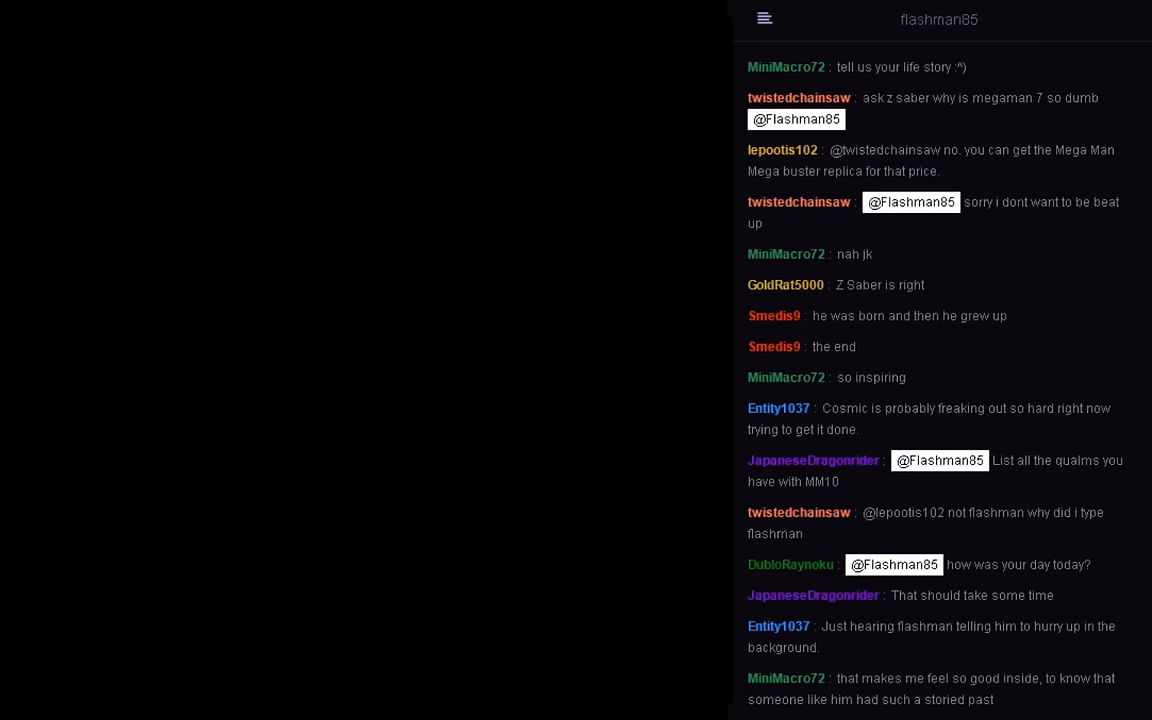 flashman85
MiniMacro72 : tell us your life story :^)
twistedchainsaw : ask z saber why is megaman 7 so dumb
@Flashman85
lepootis102 : @twistedchainsaw no. you can get the Mega Man
Mega buster replica for that price.
twistedchainsaw : @Flashman85 sorry i dont want to be beat
up
MiniMacro72 : nah jk
GoldRat5000 : Z Saber is right
Smedis9 : he was born and then he grew up
Smedis9 : the end
MiniMacro72 : so inspiring
Entity1037 : Cosmic is probably freaking out so hard right now
trying to get it done.
JapaneseDragonrider : @Flashman85 List all the qualms you
have with MM10
twistedchainsaw : @lepootis102 not flashman why did i type
flashman
DubloRaynoku : @Flashman85 how was your day today?
JapaneseDragonrider : That should take some time
Entity1037 : Just hearing flashman telling him to hurry up in the
background.
MiniMacro72 : that makes me feel so good inside, to know that
someone like him had such a storied past